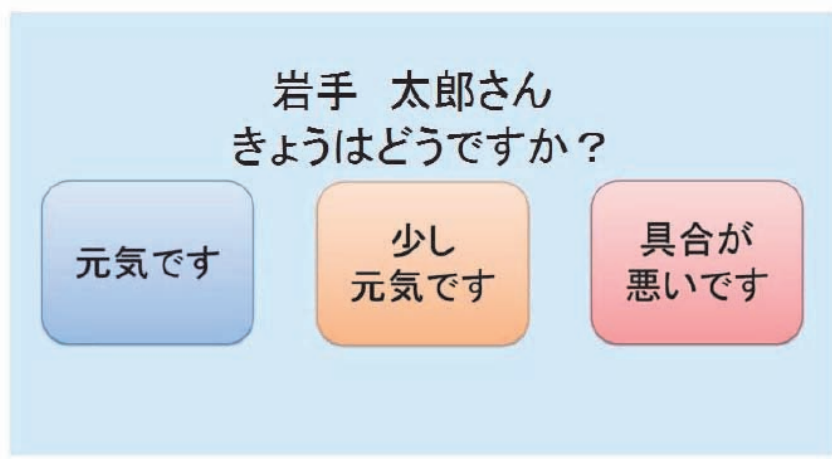 岩手　太郎さん
きょうはどうですか？
元気です
少し
元気です
具合が
悪いです